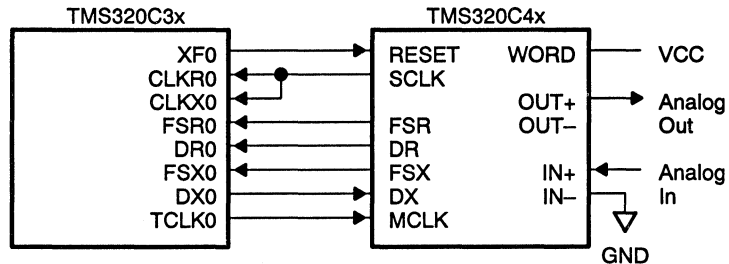 TMS320C3x TMS320C4x
XF0 RESET WORD VCC
CLKR0 SCLK
CLKX0 OUT+ Analog
FSR0 FSR OUT– Out
DR0 DR
FSX0 FSX IN+ Analog
DX0 DX IN– In
TCLK0 MCLK
GND